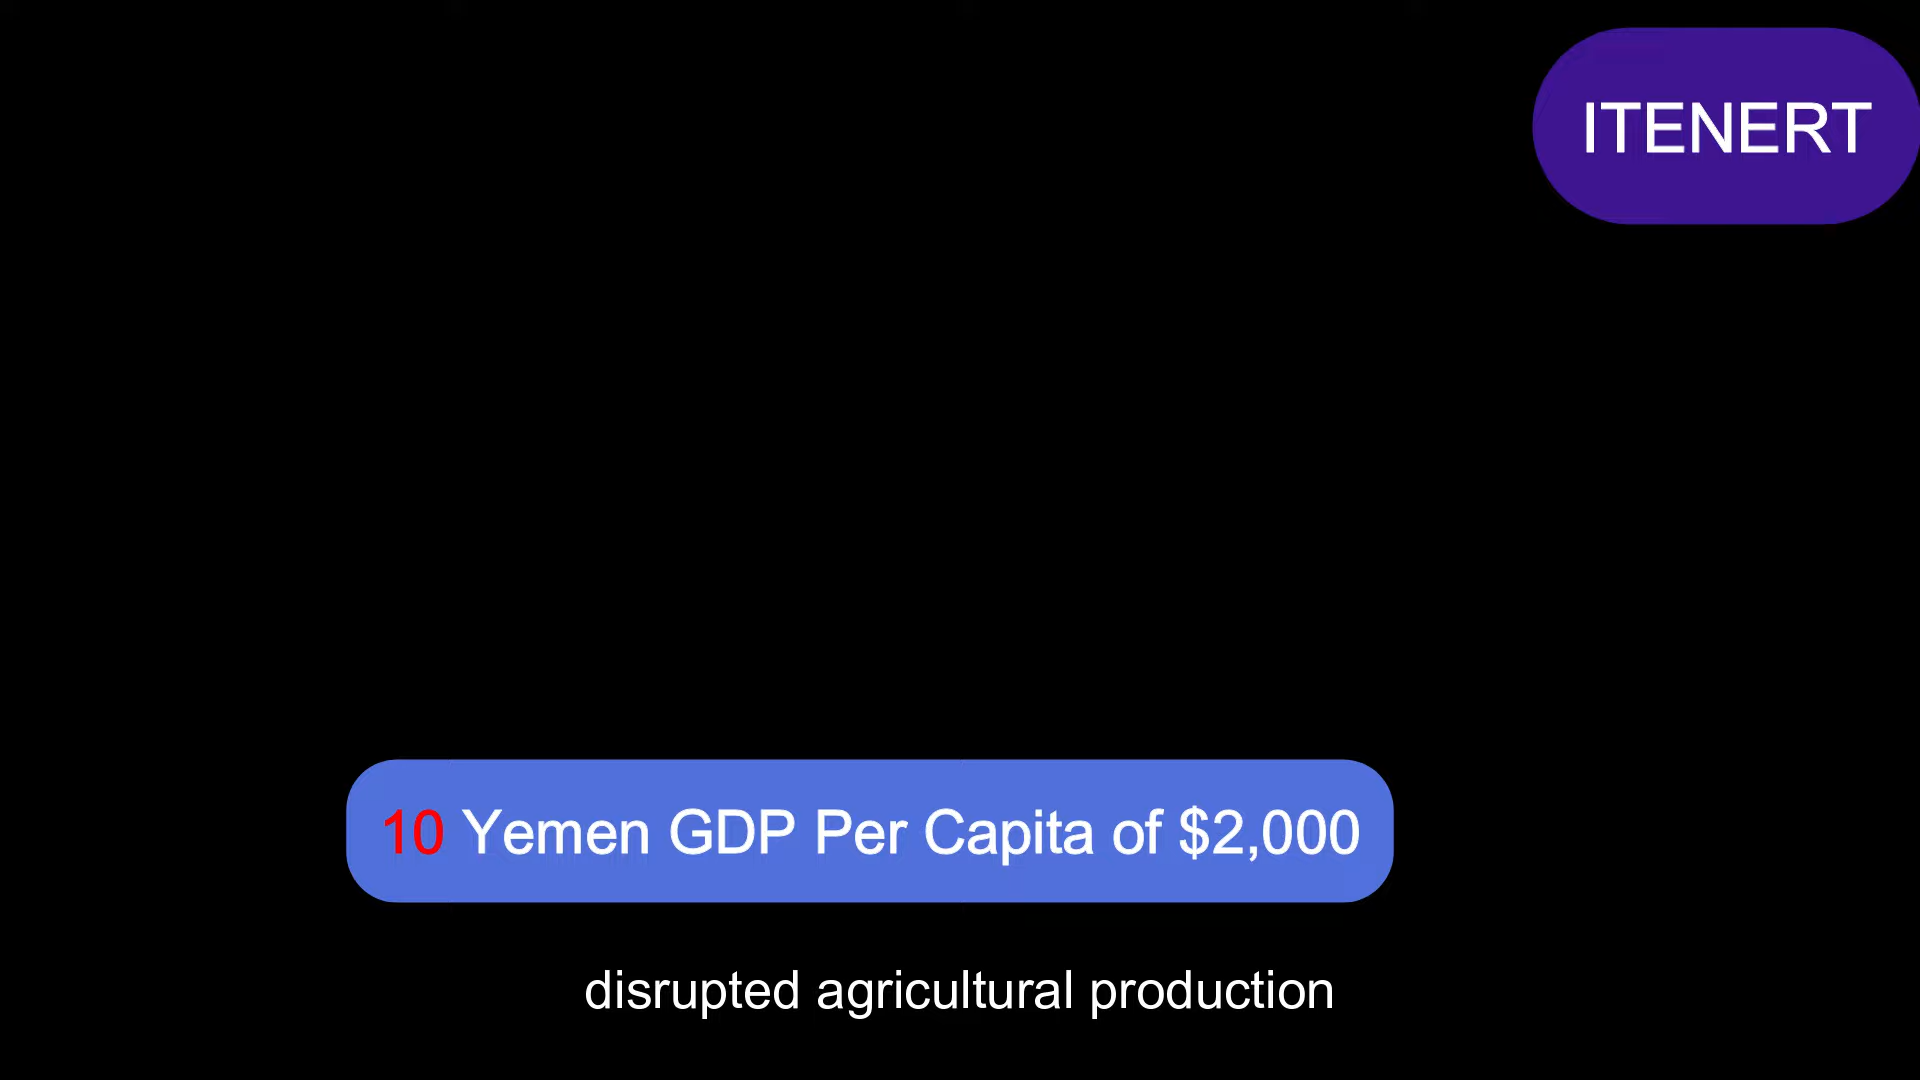 ITENERT
10 Yemen GDP Per Capita of $2,000
disrupted agricultural production